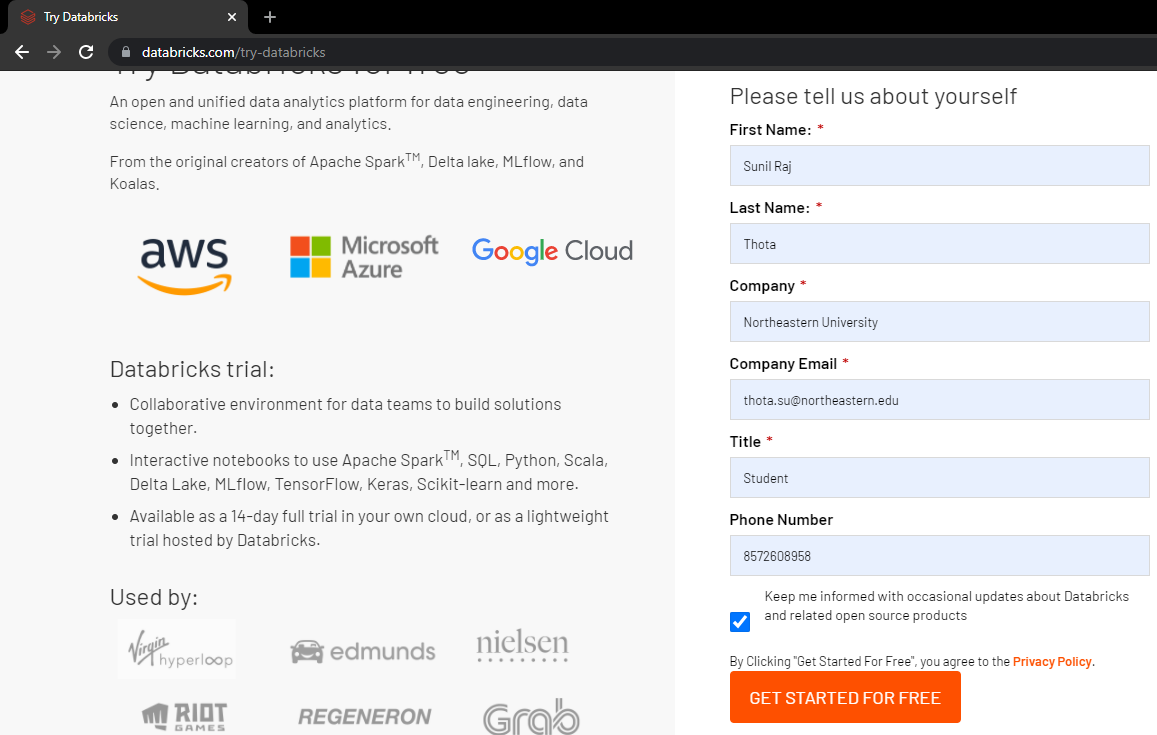 Try Databricks
databricks.com/try-databricks
Try Databricks for free
An open and unified data analytics platform for data engineering, data
science, machine learning, and analytics.
From the original creators of Apache Spark™, Delta lake, MLflow, and
Koalas.
aws
Microsoft
Azure
Google Cloud
Databricks trial:
Collaborative environment for data teams to build solutions
together.
Interactive notebooks to use Apache Spark™, SQL, Python, Scala,
Delta Lake, MLflow, TensorFlow, Keras, Scikit-learn and more.
Available as a 14-day full trial in your own cloud, or as a lightweight
trial hosted by Databricks.
Used by:
Virgin
hyperloop
edmunds
nielsen
RIOT
GAMES
REGENERON
Grab
Please tell us about yourself
First Name: *
Sunil Raj
Last Name: *
Thota
Company *
Northeastern University
Company Email *
thota.su@northeastern.edu
Title *
Student
Phone Number
8572608958
Keep me informed with occasional updates about Databricks
and related open source products
By Clicking "Get Started For Free", you agree to the Privacy Policy.
GET STARTED FOR FREE